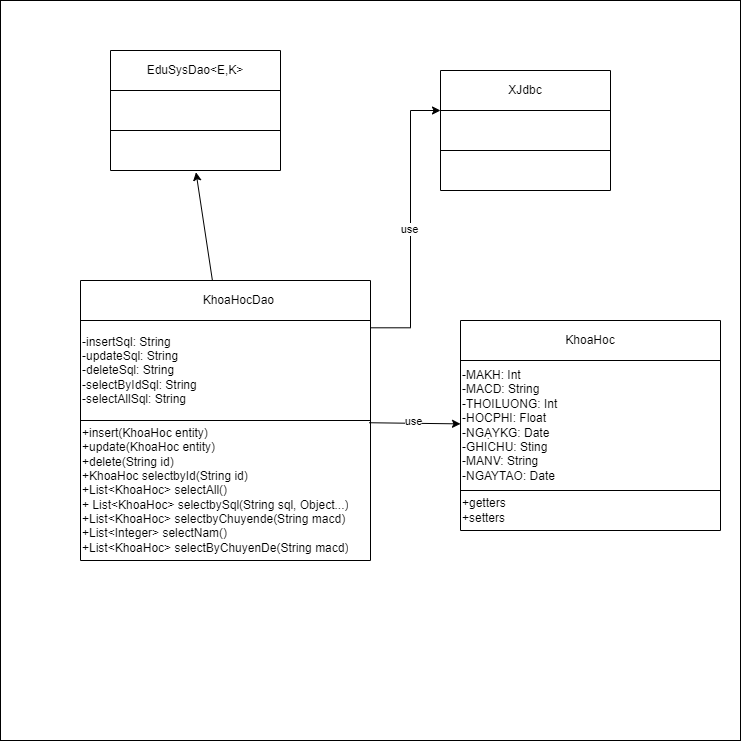 EduSysDao<E,K>
XJdbc
use
KhoaHocDao
-insertSql: String
-updateSql: String
-deleteSql: String
-selectByIdSql: String
-selectAllSql: String
+insert(KhoaHoc entity)
+update(KhoaHoc entity)
+delete(String id)
+KhoaHoc selectbyId(String id)
+List<KhoaHoc> selectAll()
+ List<KhoaHoc> selectbySql(String sql, Object...)
+List<KhoaHoc> selectbyChuyende(String macd)
+List<Integer> selectNam()
+List<KhoaHoc> selectByChuyenDe(String macd)
use
KhoaHoc
-MAKH: Int
-MACD: String
-THOILUONG: Int
-HOCPHI: Float
-NGAYKG: Date
-GHICHU: Sting
-MANV: String
-NGAYTAO: Date
+getters
+setters